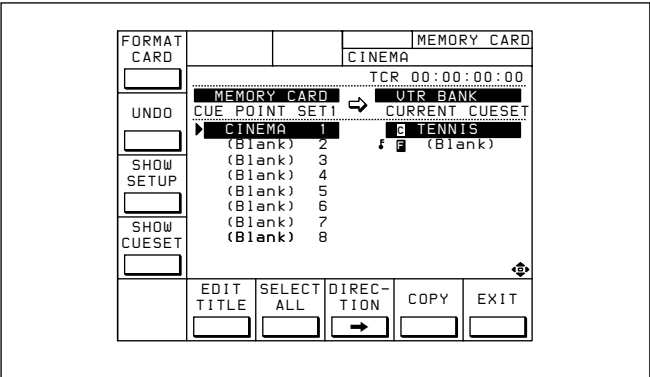 FORMAT
CARD
MEMORY CARD
CINEMA
TCR 00:00:00:00
UNDO
MEMORY CARD
VTR BANK
CUE POINT SET1
CURRENT CUESET
CINEMA 1
C TENNIS
(Blank) 2
F (Blank)
(Blank) 3
(Blank) 4
(Blank) 5
(Blank) 6
(Blank) 7
(Blank) 8
SHOW
SETUP
SHOW
CUESET
EDIT
TITLE
SELECT
ALL
DIREC-
TION
COPY
EXIT